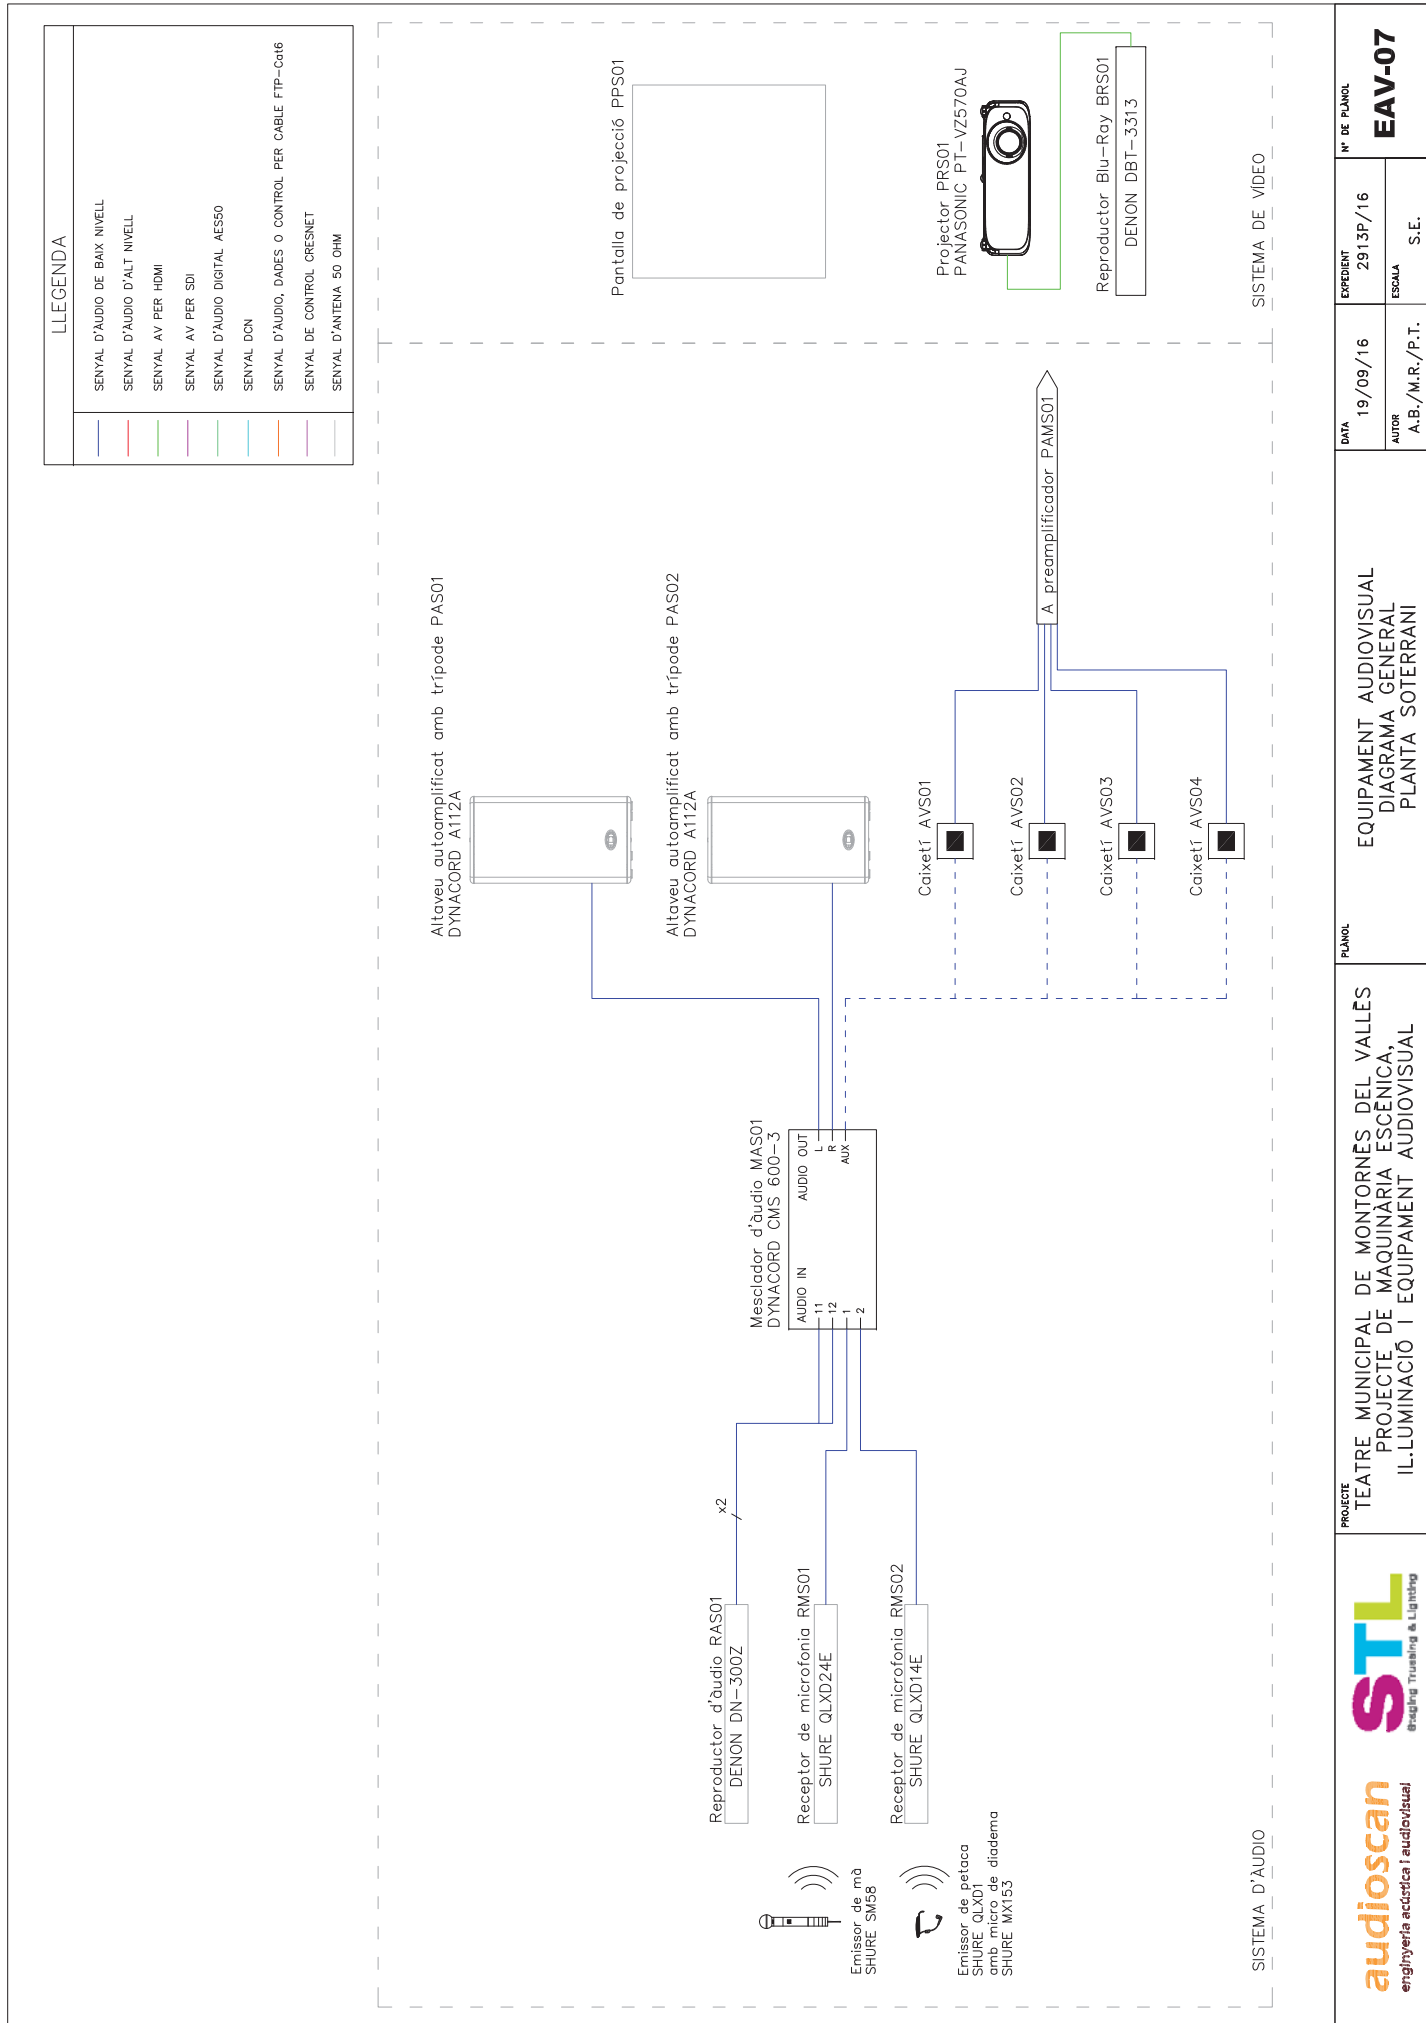 LLEGENDA
SENYAL D'ÀUDIO DE BAIX NIVELL
SENYAL D'ÀUDIO D'ALT NIVELL
SENYAL AV PER HDMI
SENYAL AV PER SDI
SENYAL D'ÀUDIO DIGITAL AES50
SENYAL DCN
SENYAL D'ÀUDIO, DADES O CONTROL PER CABLE FTP-Cat6
SENYAL DE CONTROL CRESNET
SENYAL D'ANTENA 50 OHM
Altaveu autoamplificat amb trípode PAS01
DYNACORD A112A
Altaveu autoamplificat amb trípode PAS02
DYNACORD A112A
Pantalla de projecció PPS01
Projector PRS01
PANASONIC PT-VZ570AJ
Reproductor Blu-Ray BRS01
DENON DBT-3313
SISTEMA DE VÍDEO
Reproductor d'àudio RAS01
DENON DN-300Z
x2
Receptor de microfonia RMS01
SHURE QLXD24E
Receptor de microfonia RMS02
SHURE QLXD14E
Emissor de mà
SHURE SM58
Emissor de petaca
SHURE QLXD1
amb micro de diadema
SHURE MX153
Mesclador d'àudio MAS01
DYNACORD CMS 600-3
AUDIO IN
11
12
1
2
AUDIO OUT
L
R
AUX
Caixetí AVS01
Caixetí AVS02
Caixetí AVS03
Caixetí AVS04
A preamplificador PAMS01
SISTEMA D'ÀUDIO
audioscan
enginyeria acústica i audiovisual
STL
Staging Trussing & Lighting
PROJECTE
TEATRE MUNICIPAL DE MONTORNÈS DEL VALLÈS
PROJECTE DE MAQUINÀRIA ESCÈNICA,
IL.LUMINACIÓ I EQUIPAMENT AUDIOVISUAL
PLÀNOL
EQUIPAMENT AUDIOVISUAL
DIAGRAMA GENERAL
PLANTA SOTERRANI
DATA
19/09/16
AUTOR
A.B./M.R./P.T.
EXPEDIENT
2913P/16
ESCALA
S.E.
Nº DE PLÀNOL
EAV-07